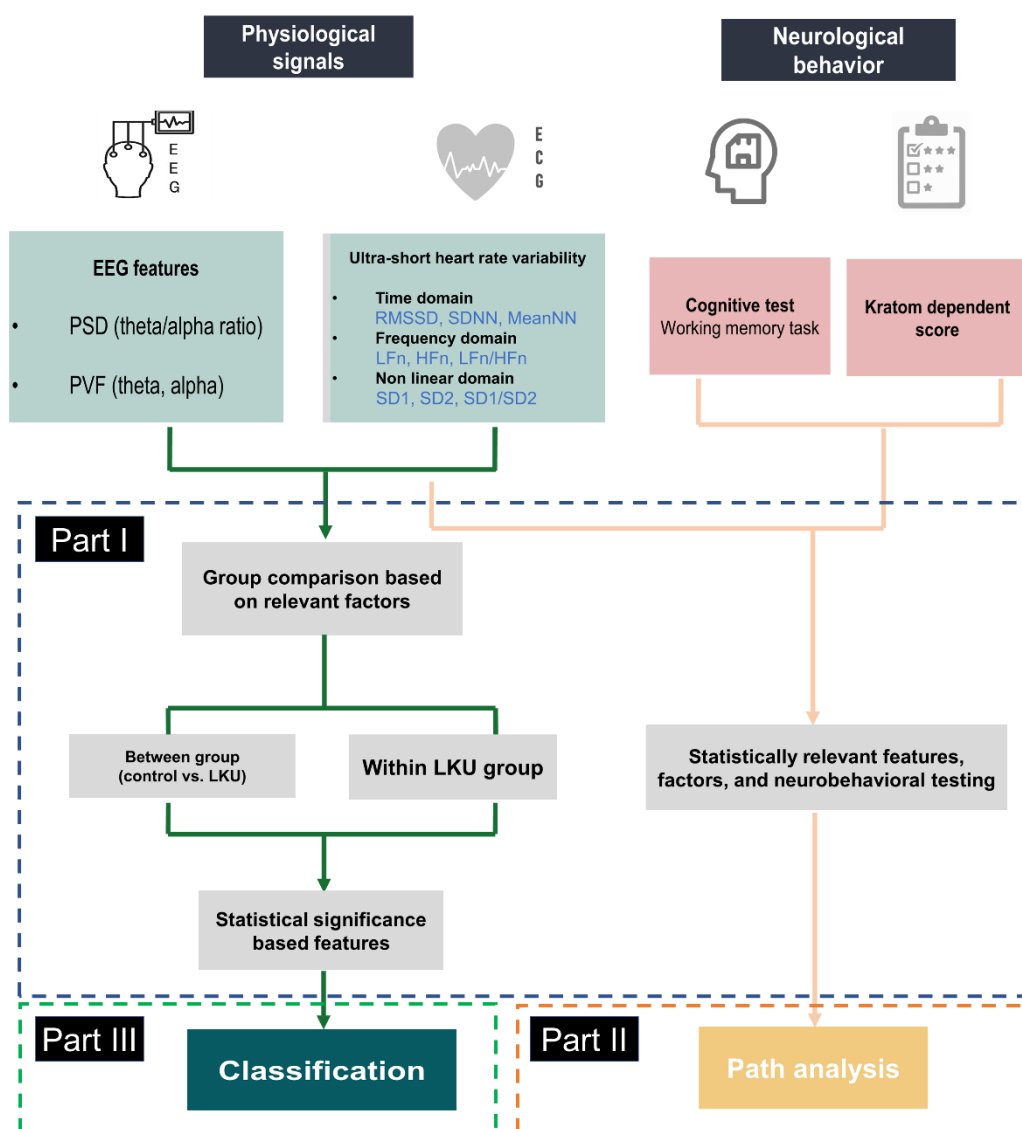 Physiological
signals
Neurological
behavior
E
E
G
E
C
G
EEG features
• PSD (theta/alpha ratio)
• PVF (theta, alpha)
Ultra-short heart rate variability
• Time domain
RMSSD, SDNN, MeanNN
• Frequency domain
LFn, HFn, LFn/HFn
• Non linear domain
SD1, SD2, SD1/SD2
Cognitive test
Working memory task
Kratom dependent
score
Part I
Group comparison based
on relevant factors
Between group
(control vs. LKU)
Within LKU group
Statistically relevant features,
factors, and neurobehavioral testing
Statistical significance
based features
Part III
Classification
Part II
Path analysis